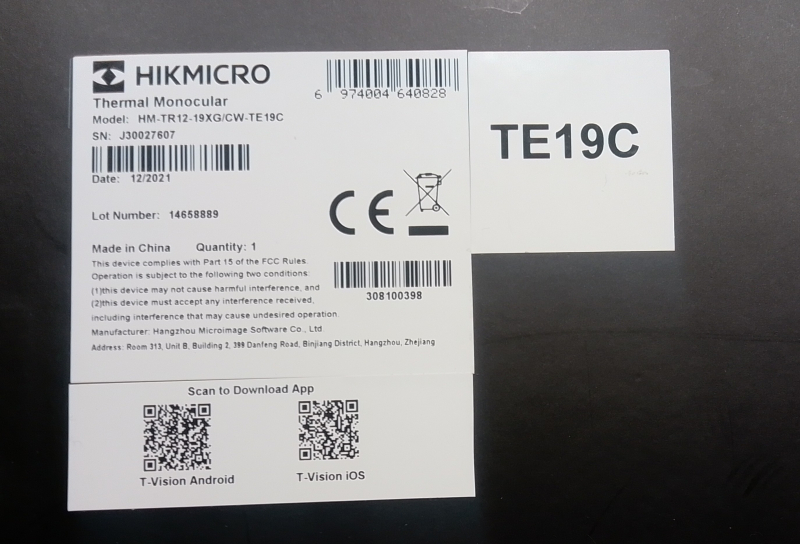 HIKMICRO
Thermal Monocular
Model: HM-TR12-19XG/CW-TE19C
SN: J30027607
6 974004 640828
Date: 12/2021
Lot Number: 14658889
CE
Made in China Quantity: 1
This device complies with Part 15 of the FCC Rules.
Operation is subject to the following two conditions:
(1)this device may not cause harmful interference, and
(2)this device must accept any interference received,
including interference that may cause undesired operation.
308100398
Manufacturer: Hangzhou Microimage Software Co., Ltd.
Address: Room 313, Unit B, Building 2, 399 Danfeng Road, Binjiang District, Hangzhou, Zhejiang
TE19C
Scan to Download App
T-Vision Android
T-Vision iOS